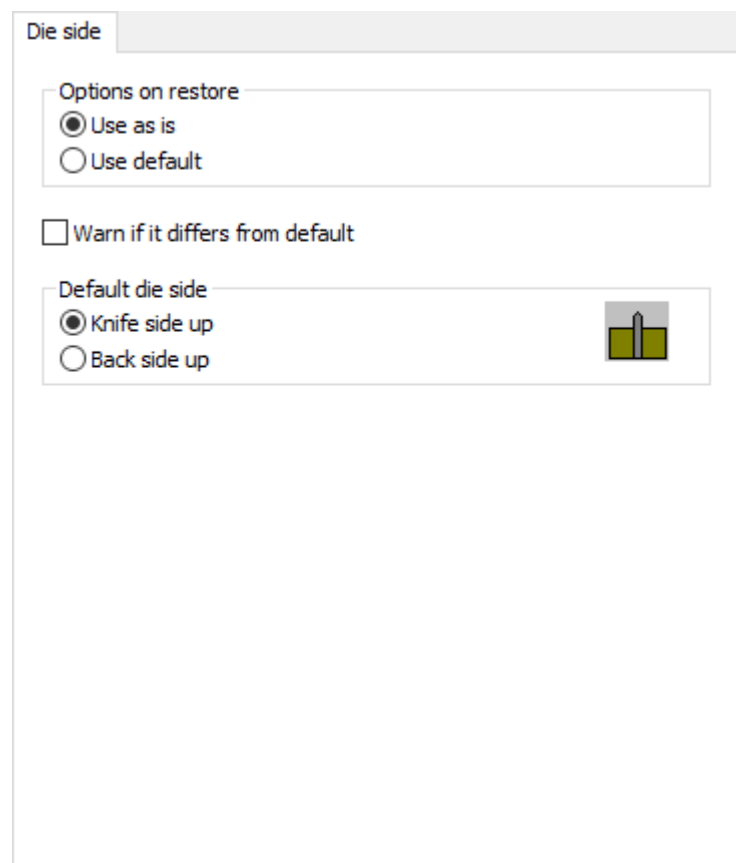 Die side
Options on restore
Use as is
Use default
Warn if it differs from default
Default die side
Knife side up
Back side up